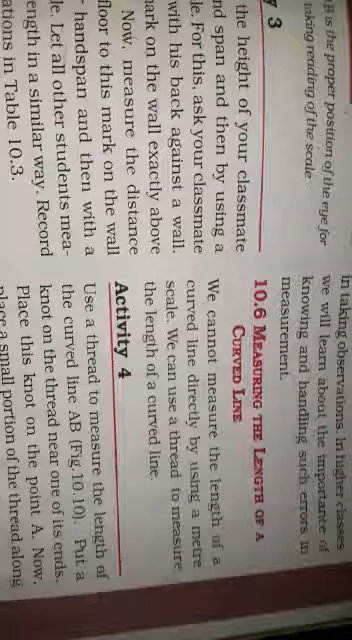 B is the proper position of the eye for
taking reading of the scale
y 3
the height of your classmate
nd span and then by using a
le. For this, ask your classmate
with his back against a wall.
ark on the wall exactly above
Now, measure the distance
floor to this mark on the wall
handspan and then with a
le. Let all other students mea-
ength in a similar way. Record
ations in Table 10.3.
in taking observations. In higher classes
we will learn about the importance of
knowing and handling such errors in
measurement.
10.6 MEASURING THE LENGTH OF A
CURVED LINE
We cannot measure the length of a
curved line directly by using a metre
scale. We can use a thread to measure
the length of a curved line.
Activity 4
Use a thread to measure the length of
the curved line AB (Fig.10.10). Put a
knot on the thread near one of its ends.
Place this knot on the point A. Now,
place a small portion of the thread along